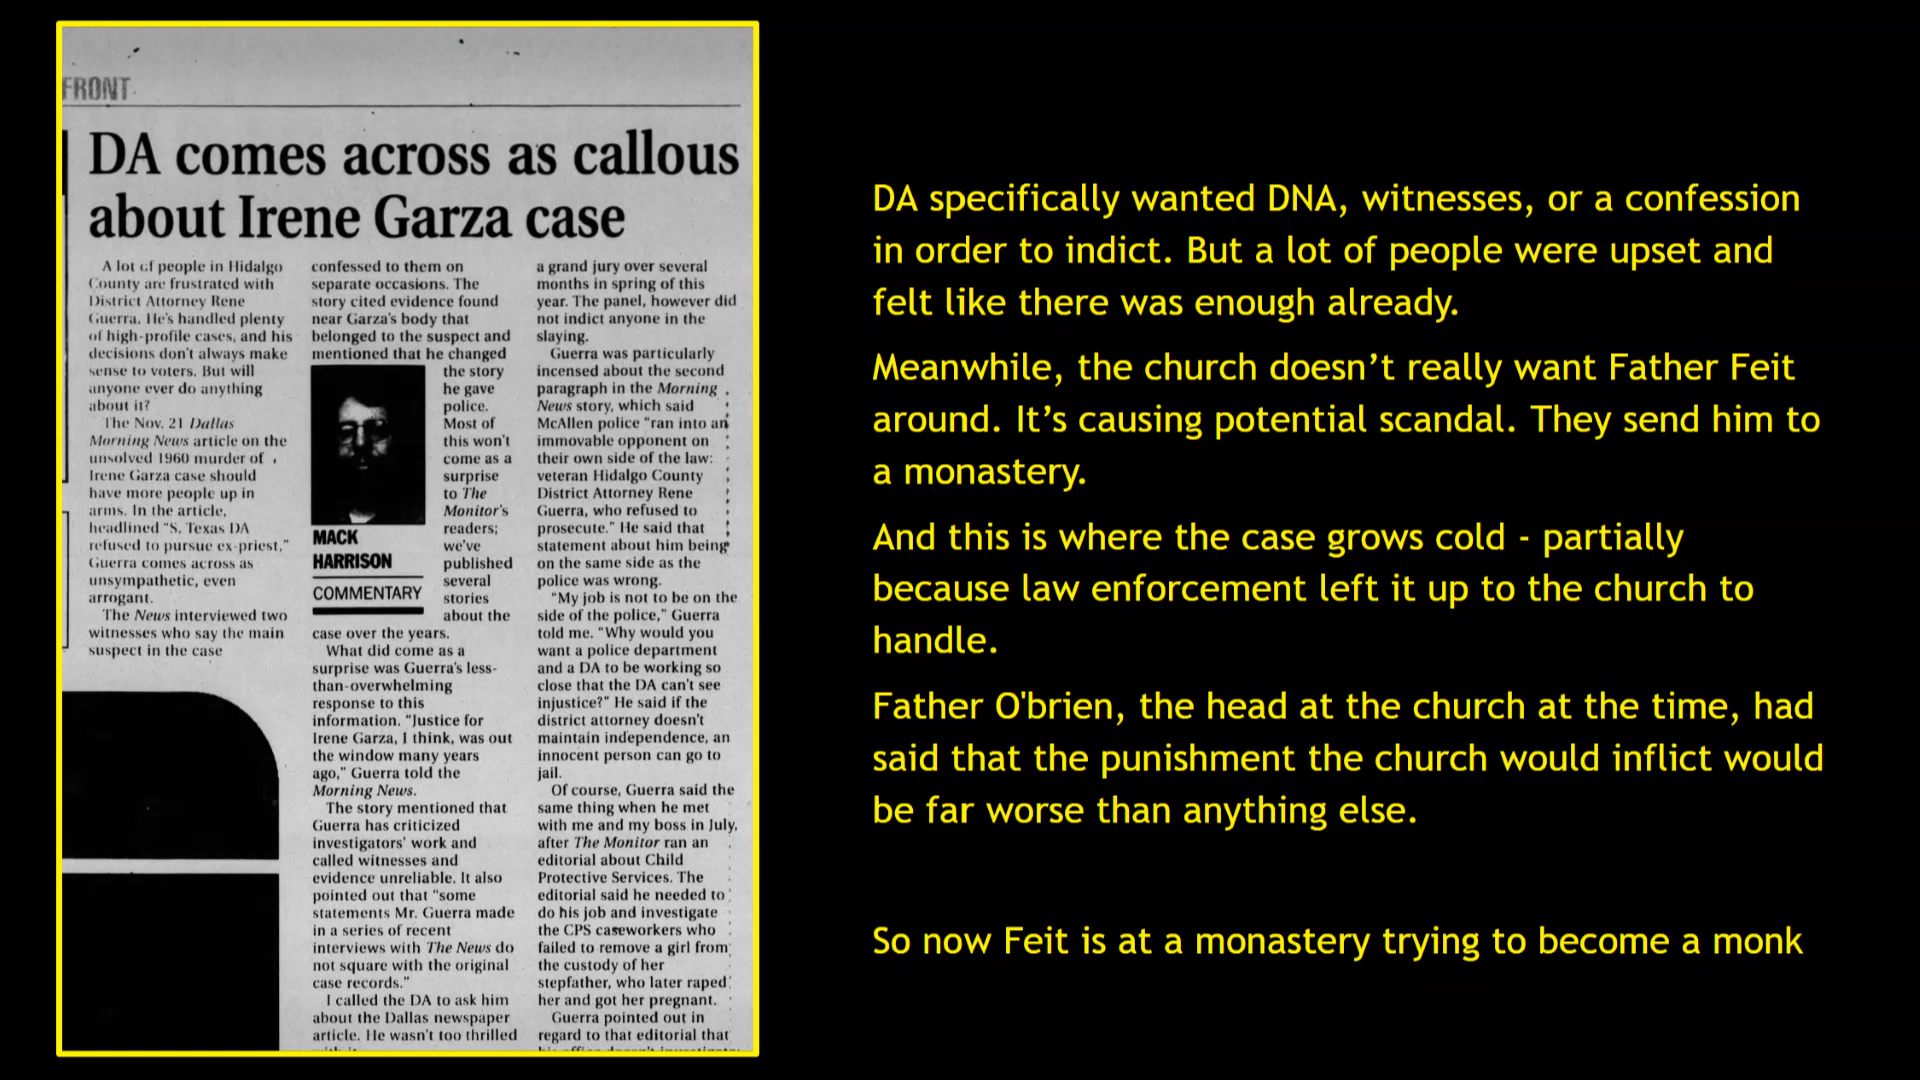 FRONT
DA comes across as callous
about Irene Garza case
A lot of people in Hidalgo
County are frustrated with
District Attorney Rene
Guerra. He's handled plenty
of high-profile cases, and his
decisions don't always make
sense to voters. But will
anyone ever do anything
about it?
The Nov. 21 Dallas
Morning News article on the
unsolved 1960 murder of
Irene Garza case should
have more people up in
arms. In the article,
headlined "S. Texas DA
refused to pursue ex-priest,"
Guerra comes across as
unsympathetic, even
arrogant.
The News interviewed two
witnesses who say the main
suspect in the case
confessed to them on
separate occasions. The
story cited evidence found
near Garza's body that
belonged to the suspect and
mentioned that he changed
the story
he gave
police.
Most of
this won't
come as a
surprise
to The
Monitor's
readers;
we've
published
several
stories
about the
MACK
HARRISON
COMMENTARY
case over the years.
What did come as a
surprise was Guerra's less-
than-overwhelming
response to this
information. "Justice for
Irene Garza, I think, was out
the window many years
ago," Guerra told the
Morning News.
The story mentioned that
Guerra has criticized
investigators' work and
called witnesses and
evidence unreliable. It also
pointed out that "some
statements Mr. Guerra made
in a series of recent
interviews with The News do
not square with the original
case records."
I called the DA to ask him
about the Dallas newspaper
article. He wasn't too thrilled
a grand jury over several
months in spring of this
year. The panel, however did
not indict anyone in the
slaying.
Guerra was particularly
incensed about the second
paragraph in the Morning
News story, which said
McAllen police "ran into an
immovable opponent on
their own side of the law:
veteran Hidalgo County
District Attorney Rene
Guerra, who refused to
prosecute." He said that
statement about him being
on the same side as the
police was wrong.
"My job is not to be on the
side of the police," Guerra
told me. "Why would you
want a police department
and a DA to be working so
close that the DA can't see
injustice?" He said if the
district attorney doesn't
maintain independence, an
innocent person can go to
jail.
Of course, Guerra said the
same thing when he met
with me and my boss in July,
after The Monitor ran an
editorial about Child
Protective Services. The
editorial said he needed to
do his job and investigate
the CPS caseworkers who
failed to remove a girl from
the custody of her
stepfather, who later raped
her and got her pregnant.
Guerra pointed out in
regard to that editorial that
DA specifically wanted DNA, witnesses, or a confession
in order to indict. But a lot of people were upset and
felt like there was enough already.
Meanwhile, the church doesn’t really want Father Feit
around. It’s causing potential scandal. They send him to
a monastery.
And this is where the case grows cold - partially
because law enforcement left it up to the church to
handle.
Father O'brien, the head at the church at the time, had
said that the punishment the church would inflict would
be far worse than anything else.
So now Feit is at a monastery trying to become a monk